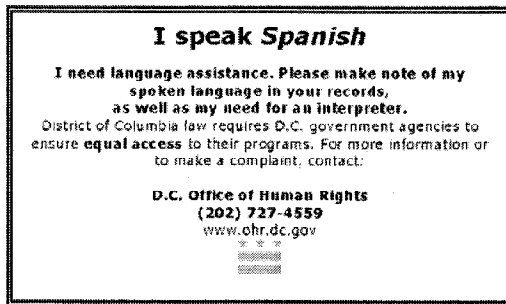 I speak Spanish
I need language assistance. Please make note of my
spoken language in your records,
as well as my need for an interpreter.
District of Columbia law requires D.C. government agencies to
ensure equal access to their programs. For more information or
to make a complaint, contact:
D.C. Office of Human Rights
(202) 727-4559
www.ohr.dc.gov